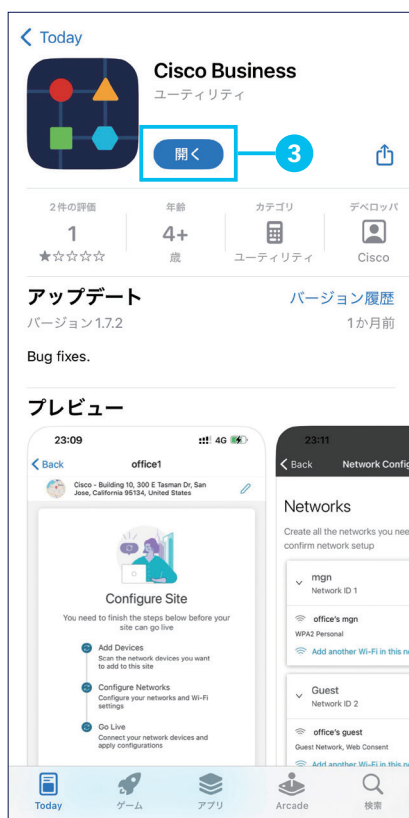 Today
Cisco Business
ユーティリティ
開く
3
2件の評価
年齢
カテゴリ
デベロッパ
1
4+
★☆☆☆☆
歳
ユーティリティ
Cisco
アップデート
バージョン履歴
バージョン 1.7.2
1か月前
Bug fixes.
プレビュー
23:09
4G
Back
office1
Cisco - Building 10, 300 E Tasman Dr, San
Jose, California 95134, United States
Configure Site
You need to finish the steps below before your
site can go live
Add Devices
Scan the network devices you want
to add to this site
Configure Networks
Configure your networks and Wi-Fi
settings
Go Live
Connect your network devices and
apply configurations
23:11
Back
Network Config
Networks
Create all the networks you nee
confirm network setup
mgn
Network ID 1
office's mgn
WPA2 Personal
Add another Wi-Fi in this ne
Guest
Network ID 2
office's guest
Guest Network, Web Consent
Add another Wi-Fi in this ne
Today
ゲーム
アプリ
Arcade
検索